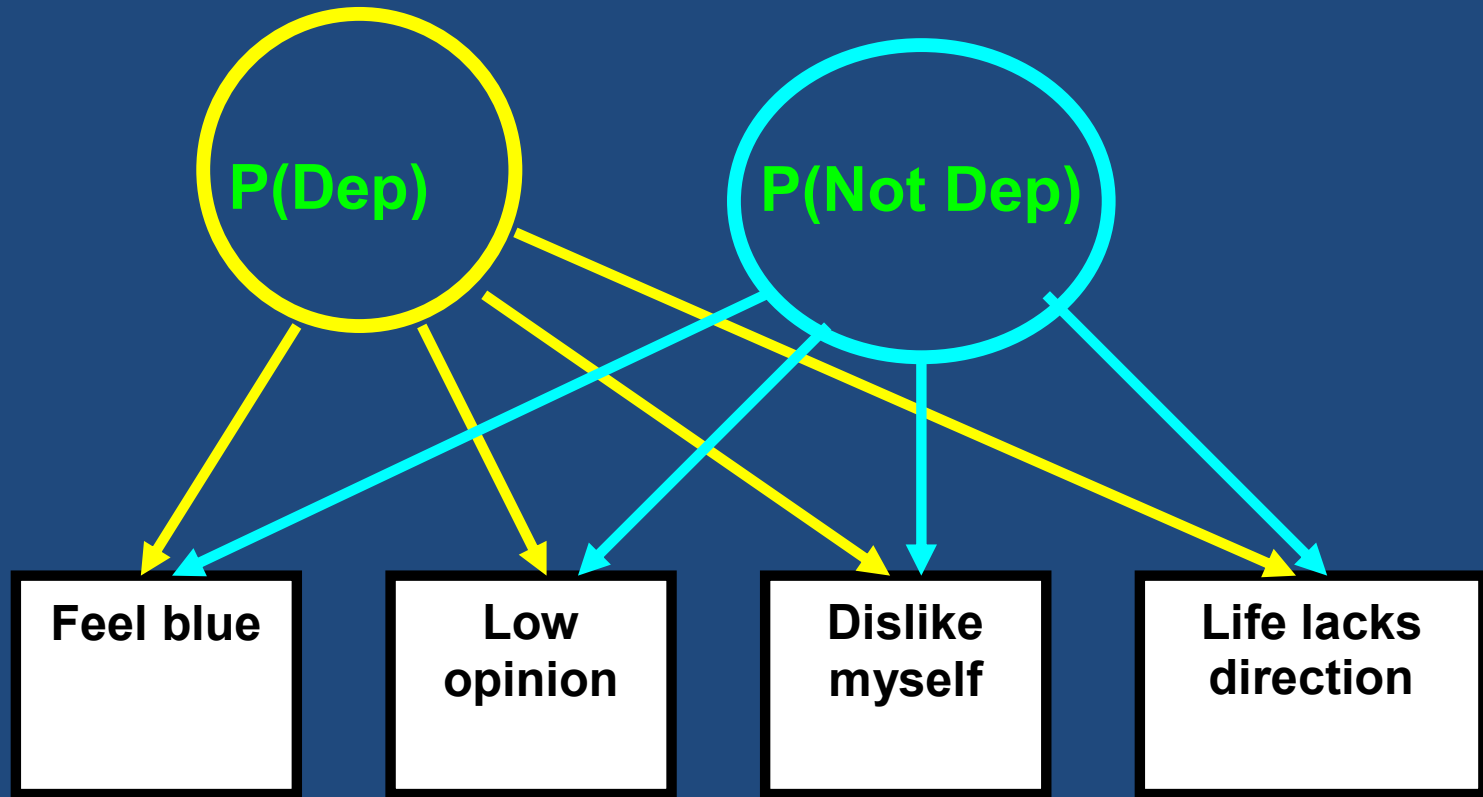 P(Dep)
P(Not Dep)
Feel blue
Low
opinion
Dislike
myself
Life lacks
direction